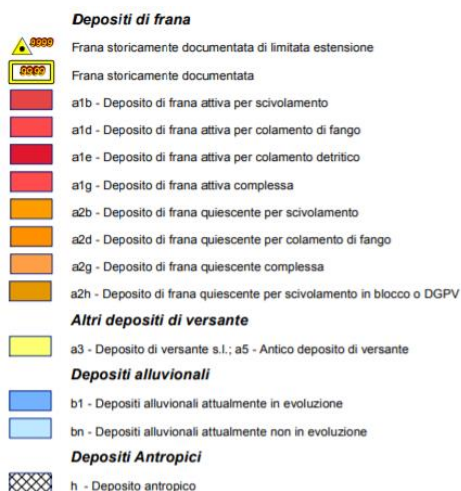 Depositi di frana
9999 Frana storicamente documentata di limitata estensione
9999 Frana storicamente documentata
a1b - Deposito di frana attiva per scivolamento
a1d - Deposito di frana attiva per colamento di fango
a1e - Deposito di frana attiva per colamento detritico
a1g - Deposito di frana attiva complessa
a2b - Deposito di frana quiescente per scivolamento
a2d - Deposito di frana quiescente per colamento di fango
a2g - Deposito di frana quiescente complessa
a2h - Deposito di frana quiescente per scivolamento in blocco o DGPV
Altri depositi di versante
a3 - Deposito di versante s.l.; a5 - Antico deposito di versante
Depositi alluvionali
b1 - Depositi alluvionali attualmente in evoluzione
bn - Depositi alluvionali attualmente non in evoluzione
Depositi Antropici
h - Deposito antropico